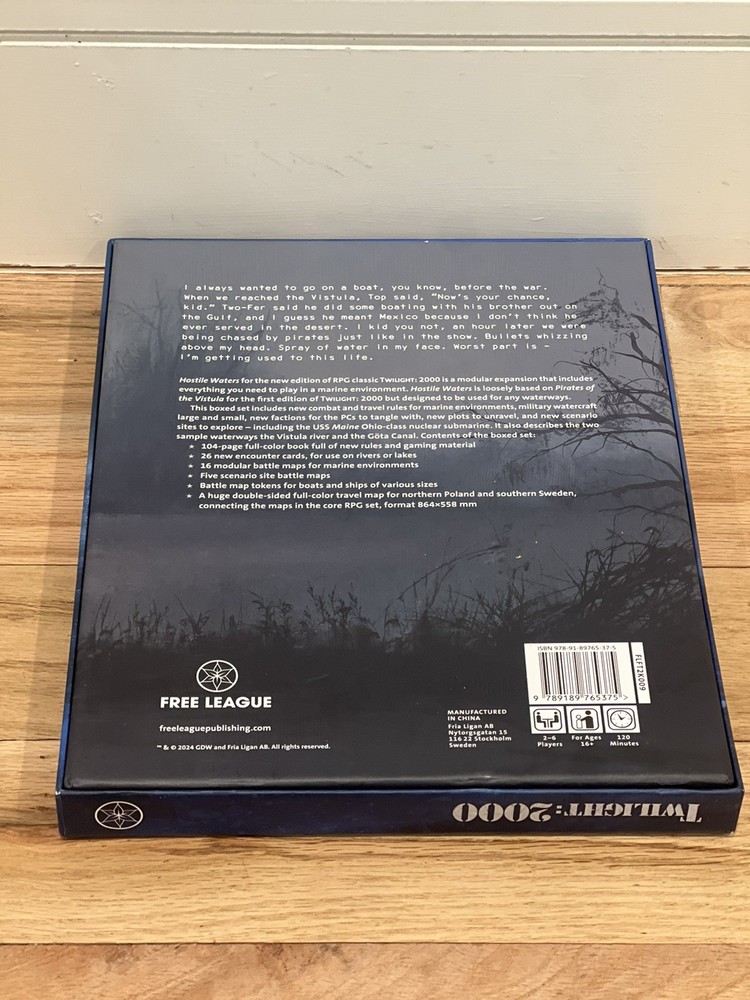 I always wanted to go on a boat, you know, before the war.
When we reached the Vistula, Top said, “Now’s your chance,
kid.” Two-Fer said he did some boating with his brother out on
the Gulf, and I guess he meant Mexico because I don’t think he
ever served in the desert. I kid you not, an hour later we were
being chased by pirates just like in the show. Bullets whizzing
above my head. Spray of water in my face. Worst part is –
I’m getting used to this life.
Hostile Waters for the new edition of RPG classic TWILIGHT: 2000 is a modular expansion that includes
everything you need to play in a marine environment. Hostile Waters is loosely based on Pirates of
the Vistula for the first edition of TWILIGHT: 2000 but designed to be used for any waterways.
This boxed set includes new combat and travel rules for marine environments, military watercraft
large and small, new factions for the PCs to tangle with, new plots to unravel, and new scenario
sites to explore – including the USS Maine Ohio-class nuclear submarine. It also describes the two
sample waterways the Vistula river and the Göta Canal. Contents of the boxed set:
★ 104-page full-color book full of new rules and gaming material
★ 26 new encounter cards, for use on rivers or lakes
★ 16 modular battle maps for marine environments
★ Five scenario site battle maps
★ Battle map tokens for boats and ships of various sizes
★ A huge double-sided full-color travel map for northern Poland and southern Sweden,
connecting the maps in the core RPG set, format 864×558 mm
FREE LEAGUE
freeleaguepublishing.com
™ & © 2024 GDW and Fria Ligan AB. All rights reserved.
MANUFACTURED
IN CHINA
Fria Ligan AB
Nytorgsgatan 15
116 22 Stockholm
Sweden
ISBN 978-91-89765-37-5
9 789189 765375 >
FLFT2K009
2–6
Players
For Ages
16+
120
Minutes
TWILIGHT: 2000